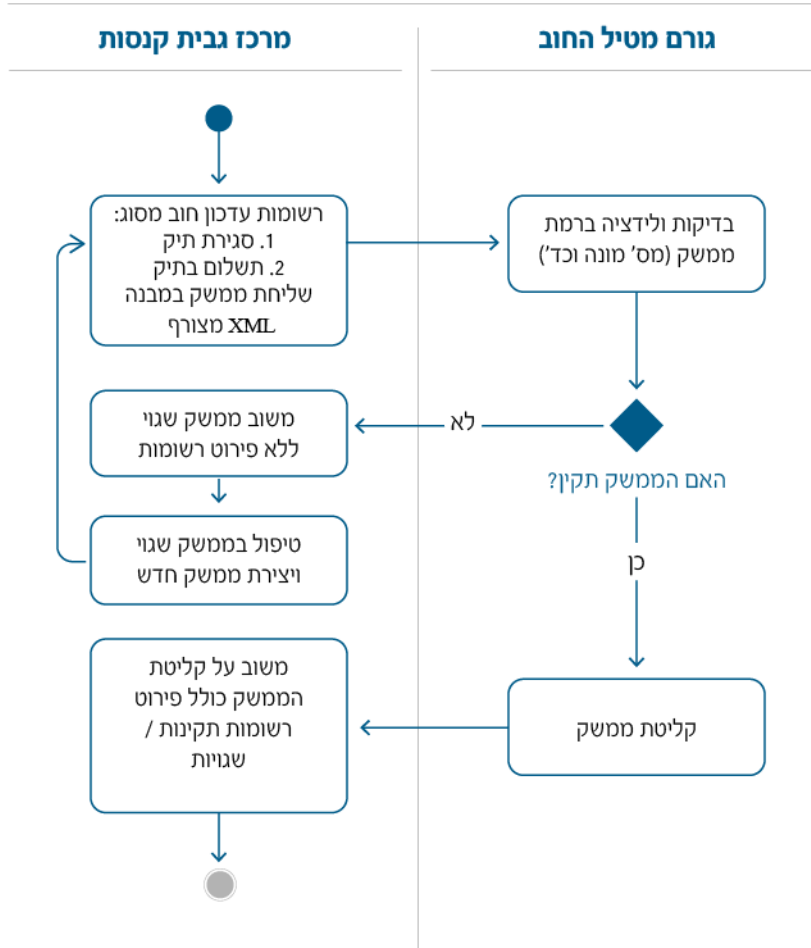 גורם מטיל החוב
מרכז גבית קנסות
רשומות עדכון חוב מסוג:
1. סגירת תיק
2. תשלום בתיק
שליחת ממשק במבנה
XML מצורף
בדיקות ולידציה ברמת
ממשק (מס' מונה וכד')
האם הממשק תקין?
לא
משוב ממשק שגוי
ללא פירוט רשומות
טיפול בממשק שגוי
ויצירת ממשק חדש
כן
קליטת ממשק
משוב על קליטת
הממשק כולל פירוט
רשומות תקינות /
שגויות